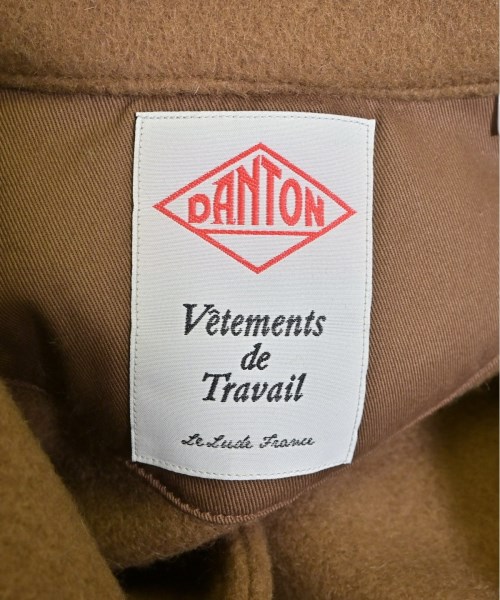 DANTON
Vêtements
de
Travail
Le Lude France